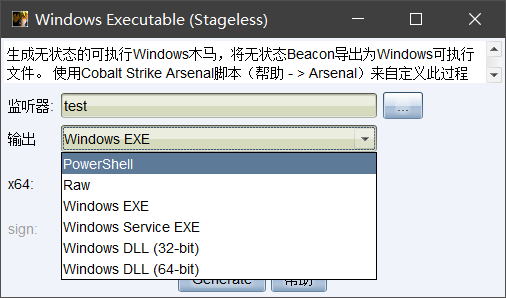 Windows Executable (Stageless)
生成无状态的可执行Windows木马，将无状态Beacon导出为Windows可执行
文件。 使用Cobalt Strike Arsenal脚本（帮助 - > Arsenal）来自定义此过程
监听器: test ...
输出 Windows EXE
PowerShell
x64: Raw
Windows EXE
sign: Windows Service EXE
Windows DLL (32-bit)
Windows DLL (64-bit)
Generate 帮助